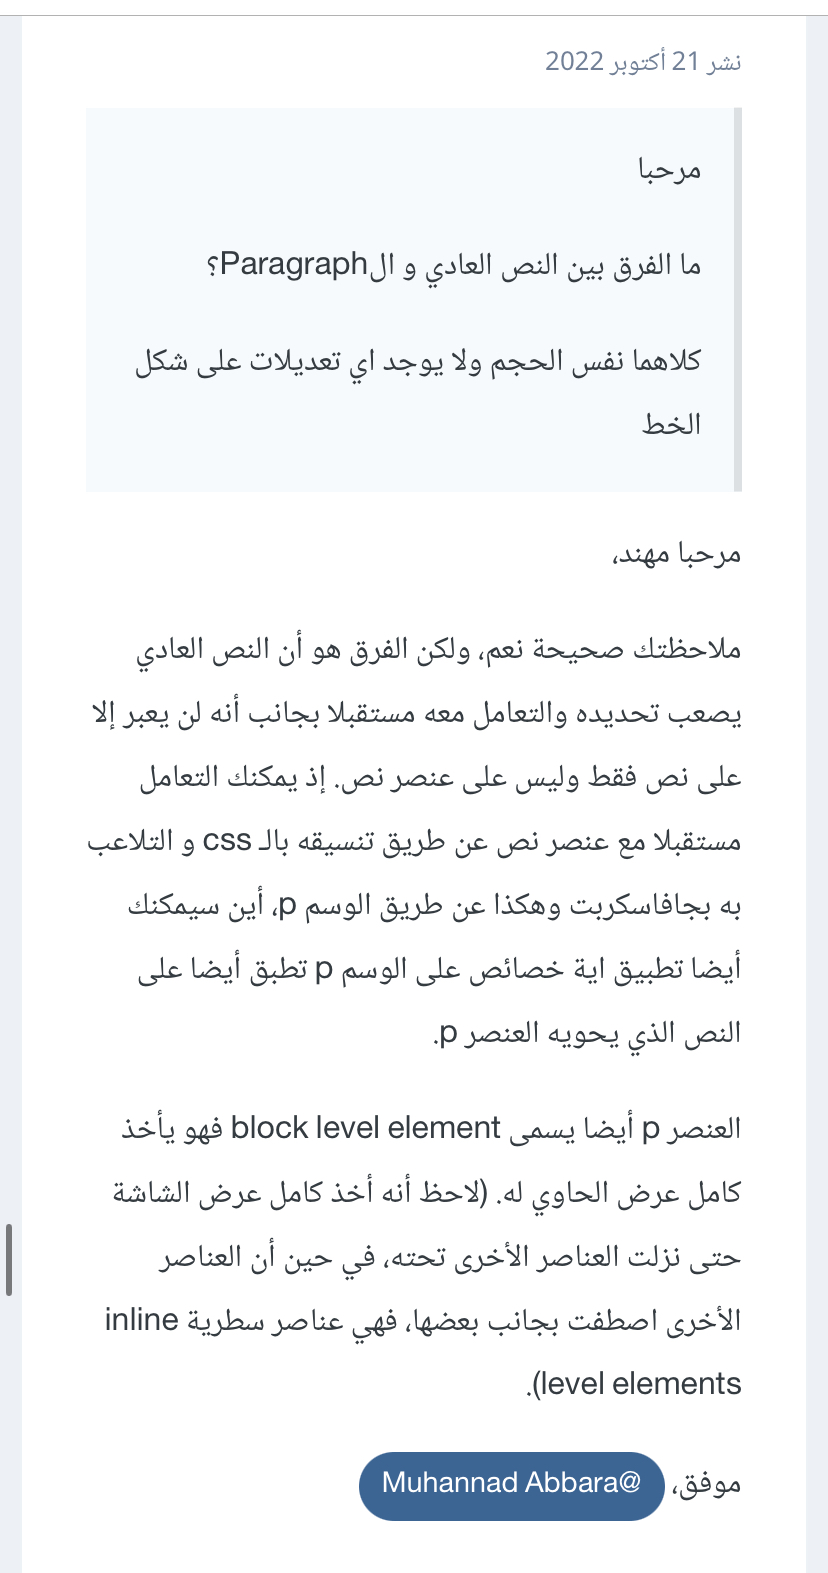 نشر 21 أكتوبر 2022
مرحبا
ما الفرق بين النص العادي و الParagraph؟
كلاهما نفس الحجم ولا يوجد اي تعديلات على شكل
الخط
مرحبا مهند،
ملاحظتك صحيحة نعم، ولكن الفرق هو أن النص العادي
يصعب تحديده والتعامل معه مستقبلا بجانب أنه لن يعبر إلا
على نص فقط وليس على عنصر نص. إذ يمكنك التعامل
مستقبلا مع عنصر نص عن طريق تنسيقه بالـ css و التلاعب
به بجافاسكربت وهكذا عن طريق الوسم p، أين سيمكنك
أيضا تطبيق اية خصائص على الوسم p تطبق أيضا على
النص الذي يحويه العنصر p.
العنصر p أيضا يسمى block level element فهو يأخذ
كامل عرض الحاوي له. (لاحظ أنه أخذ كامل عرض الشاشة
حتى نزلت العناصر الأخرى تحته، في حين أن العناصر
الأخرى اصطفت بجانب بعضها، فهي عناصر سطرية inline
level elements).
موفق، @Muhannad Abbara